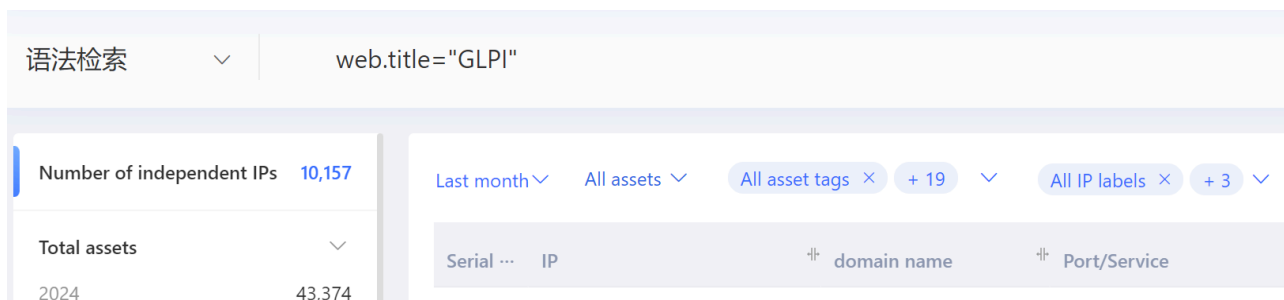 语法检索 web.title="GLPI"
Number of independent IPs 10,157
Last month All assets All asset tags × + 19 All IP labels × + 3
Total assets
Serial ··· IP domain name Port/Service
2024 43,374